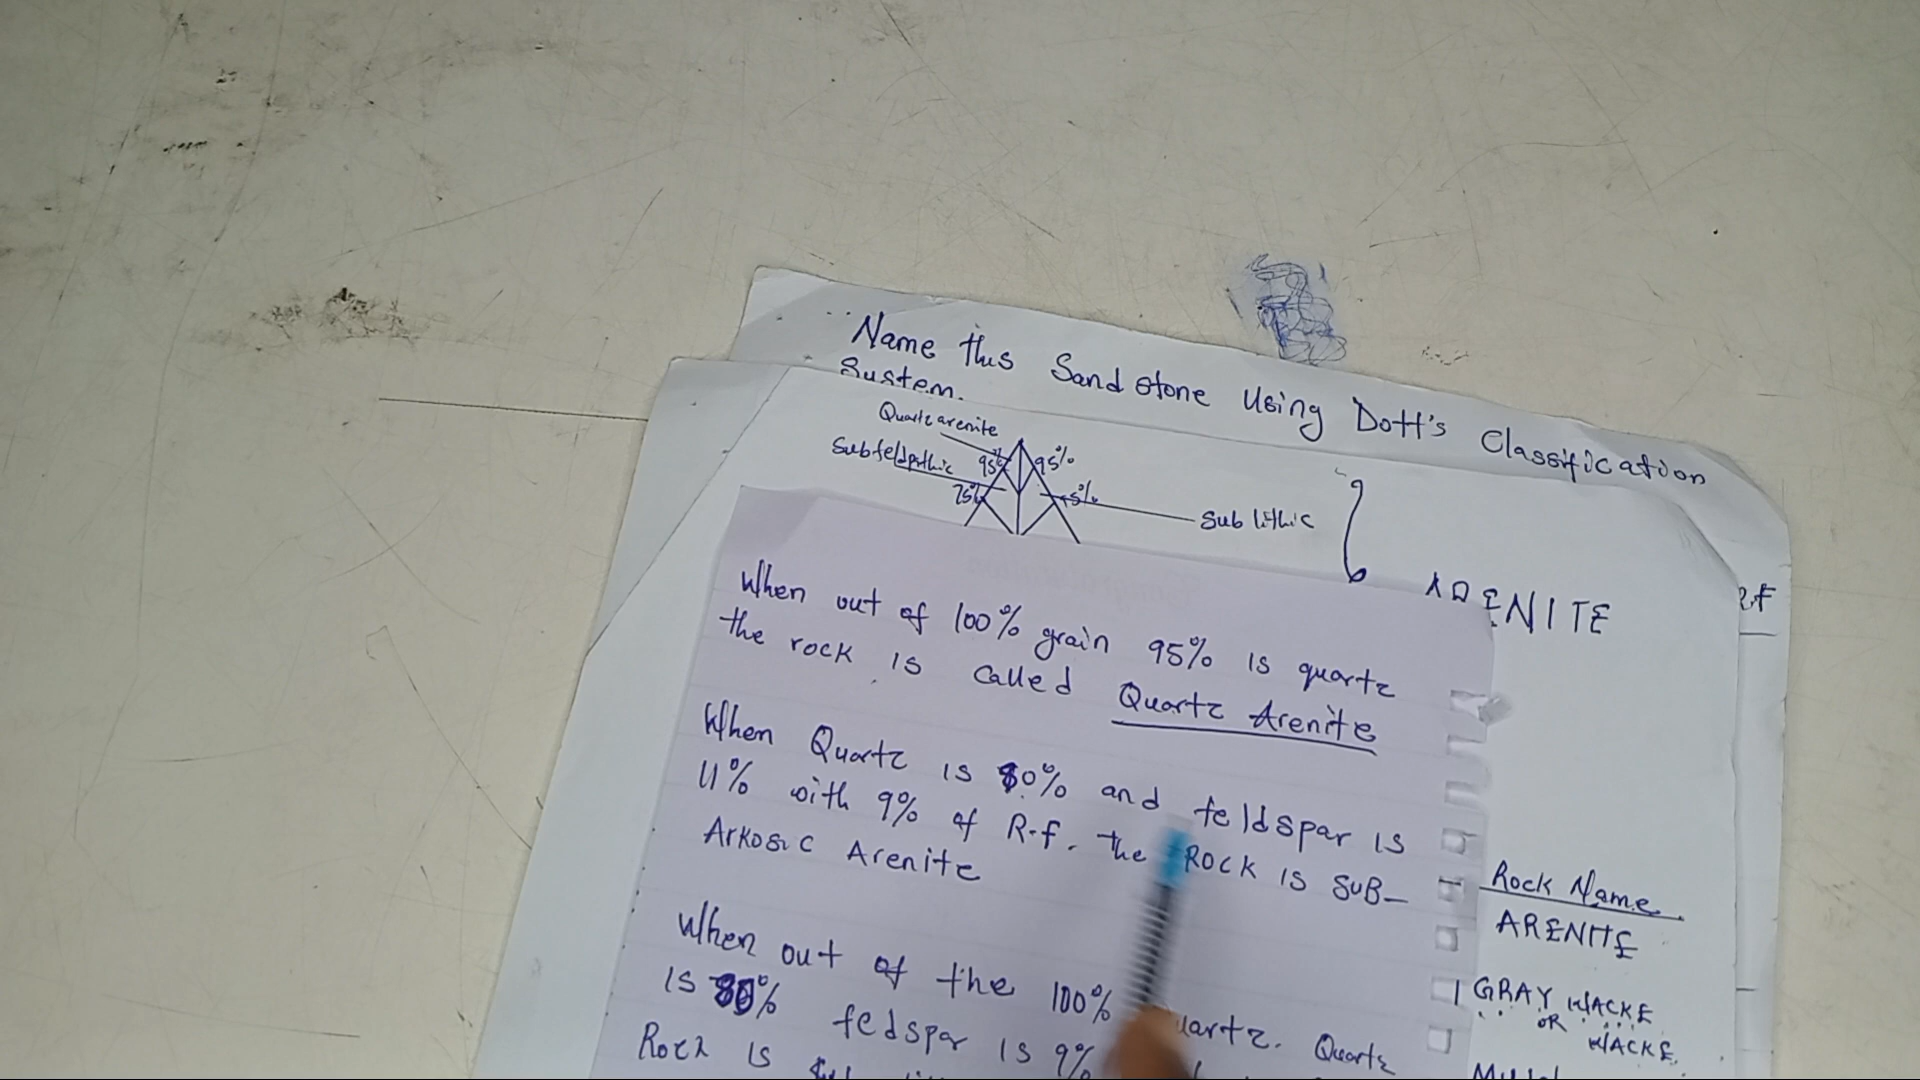 Name this Sandstone Using Dott's Classification
System.
Quartz arenite
Subfeldpathic
95%
95%
75%
Sub lithic
ARENITE
R.F
When out of 100% grain 95% is quartz
the rock is called Quartz Arenite
When Quartz is 80% and feldspar is
11% with 9% of R.f. the Rock is SUB-
Arkosic Arenite
When out of the 100% Quartz
is 80% fedspar is 9%
Rock is
Rock Name
ARENITE
GRAY WACKE
OR
WACKE